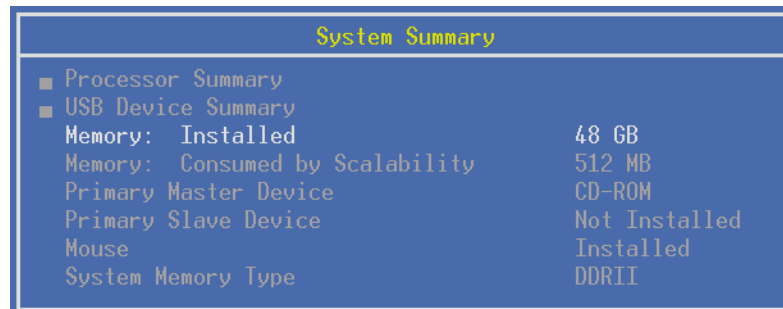 System Summary
Processor Summary
USB Device Summary
Memory: Installed 48 GB
Memory: Consumed by Scalability 512 MB
Primary Master Device CD-ROM
Primary Slave Device Not Installed
Mouse Installed
System Memory Type DDRII